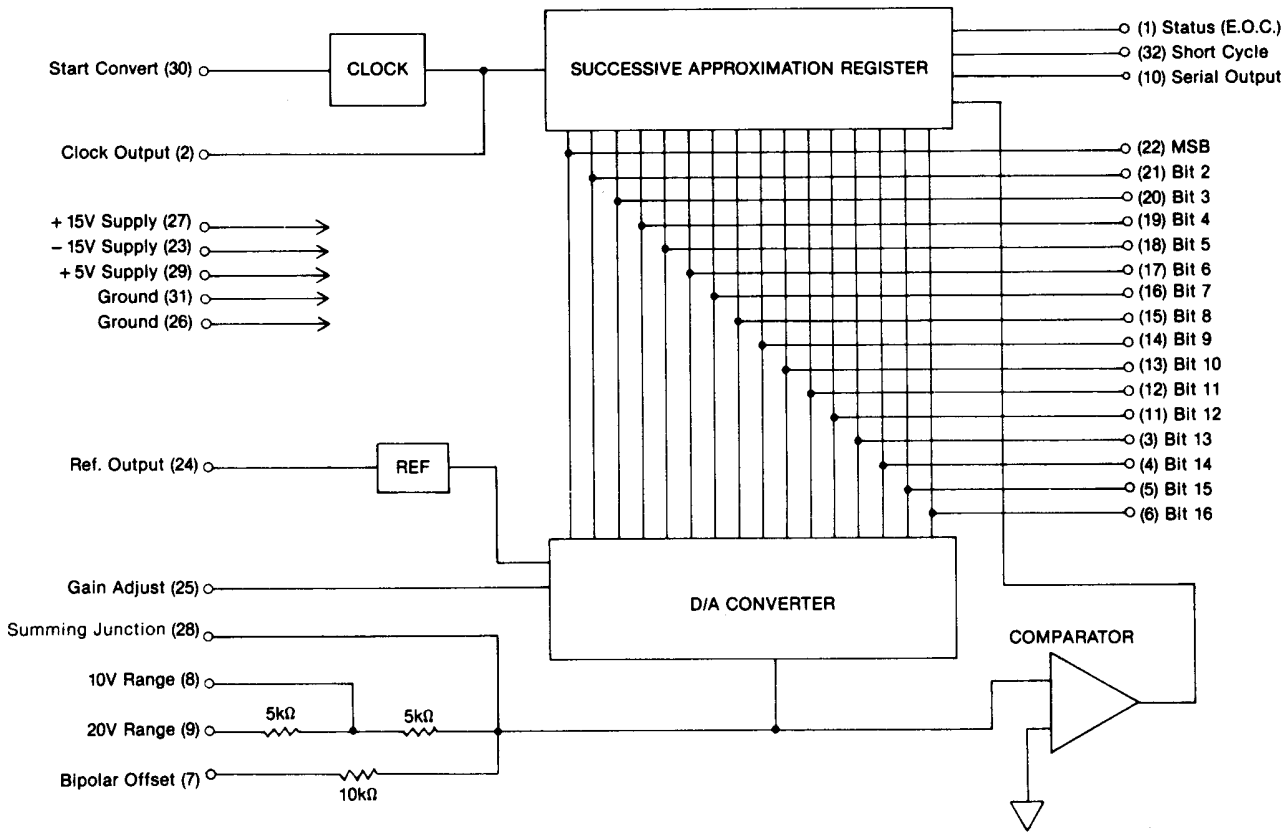 (1) Status (E.O.C.)
Start Convert (30)
CLOCK
SUCCESSIVE APPROXIMATION REGISTER
(32) Short Cycle
(10) Serial Output
Clock Output (2)
(22) MSB
(21) Bit 2
(20) Bit 3
(19) Bit 4
(18) Bit 5
(17) Bit 6
(16) Bit 7
(15) Bit 8
(14) Bit 9
(13) Bit 10
(12) Bit 11
(11) Bit 12
(3) Bit 13
(4) Bit 14
(5) Bit 15
(6) Bit 16
+ 15V Supply (27)
− 15V Supply (23)
+ 5V Supply (29)
Ground (31)
Ground (26)
Ref. Output (24)
REF
Gain Adjust (25)
D/A CONVERTER
Summing Junction (28)
COMPARATOR
10V Range (8)
5kΩ
5kΩ
20V Range (9)
Bipolar Offset (7)
10kΩ